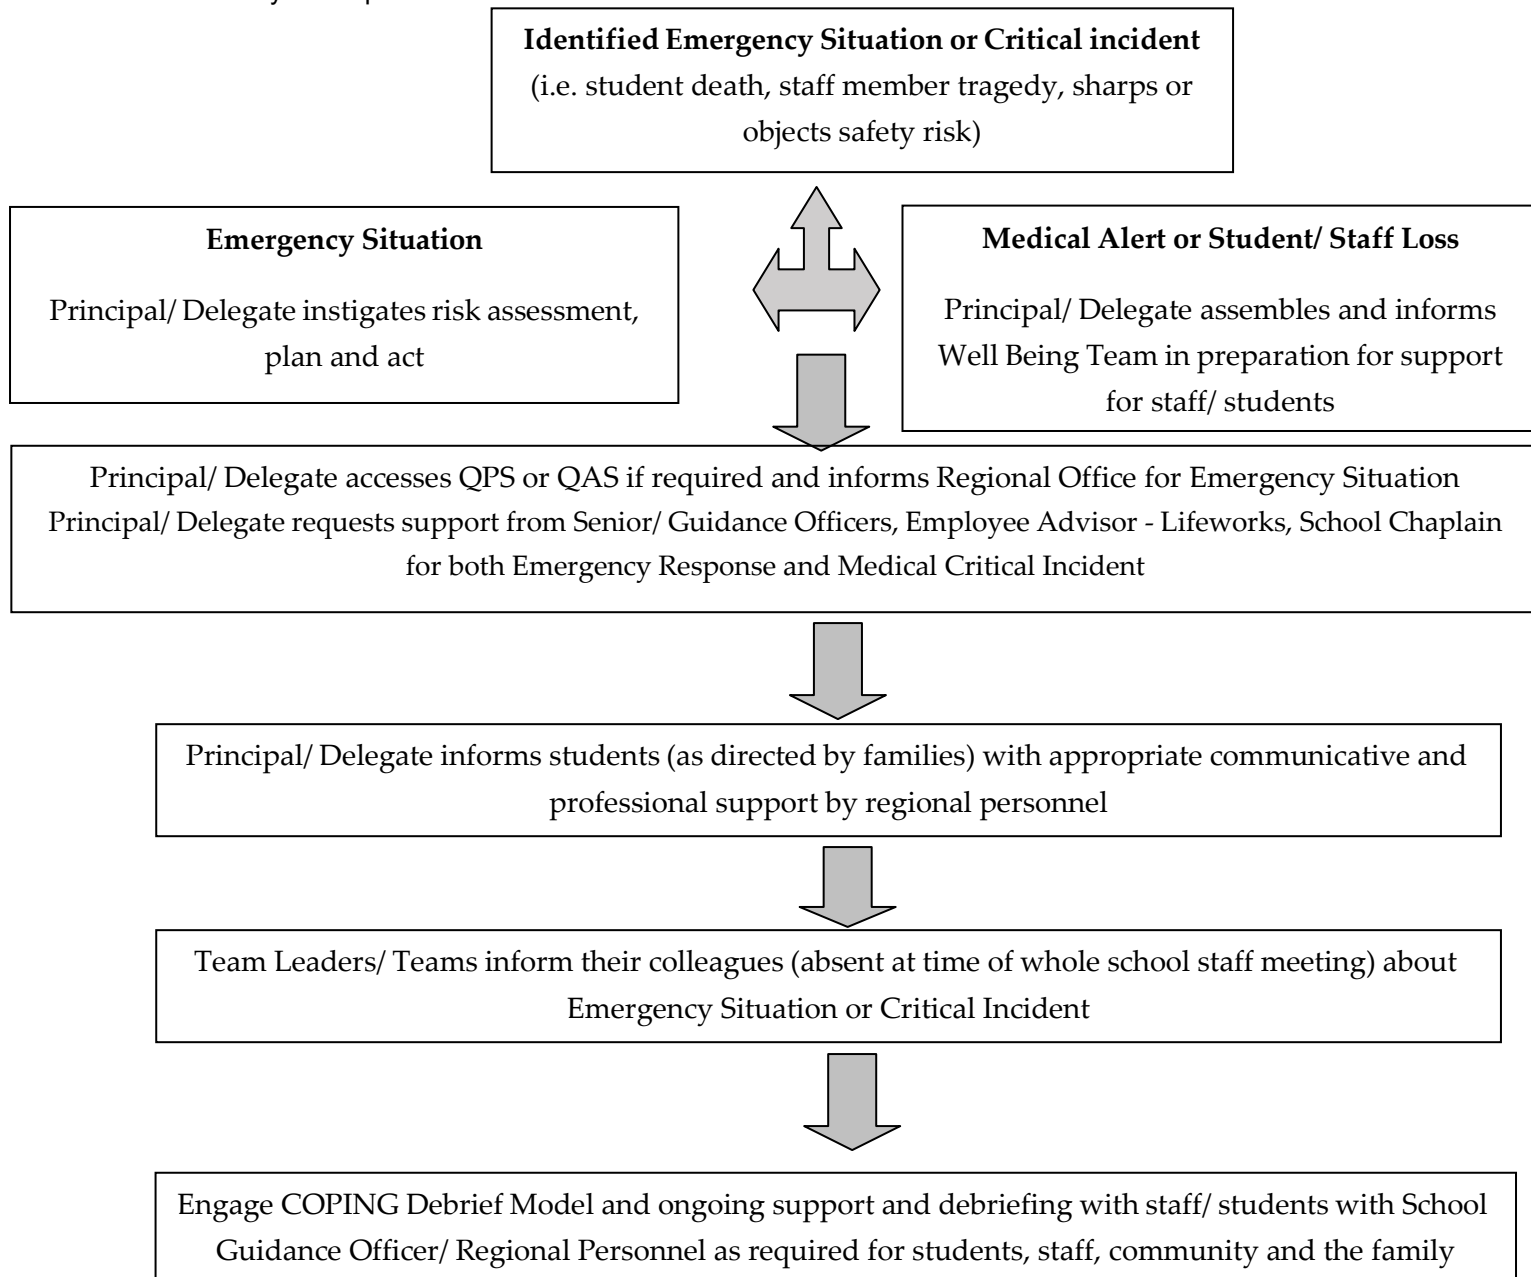 Identified Emergency Situation or Critical incident
(i.e. student death, staff member tragedy, sharps or
objects safety risk)
Emergency Situation
Principal/ Delegate instigates risk assessment,
plan and act
Medical Alert or Student/ Staff Loss
Principal/ Delegate assembles and informs
Well Being Team in preparation for support
for staff/ students
Principal/ Delegate accesses QPS or QAS if required and informs Regional Office for Emergency Situation
Principal/ Delegate requests support from Senior/ Guidance Officers, Employee Advisor - Lifeworks, School Chaplain
for both Emergency Response and Medical Critical Incident
Principal/ Delegate informs students (as directed by families) with appropriate communicative and
professional support by regional personnel
Team Leaders/ Teams inform their colleagues (absent at time of whole school staff meeting) about
Emergency Situation or Critical Incident
Engage COPING Debrief Model and ongoing support and debriefing with staff/ students with School
Guidance Officer/ Regional Personnel as required for students, staff, community and the family